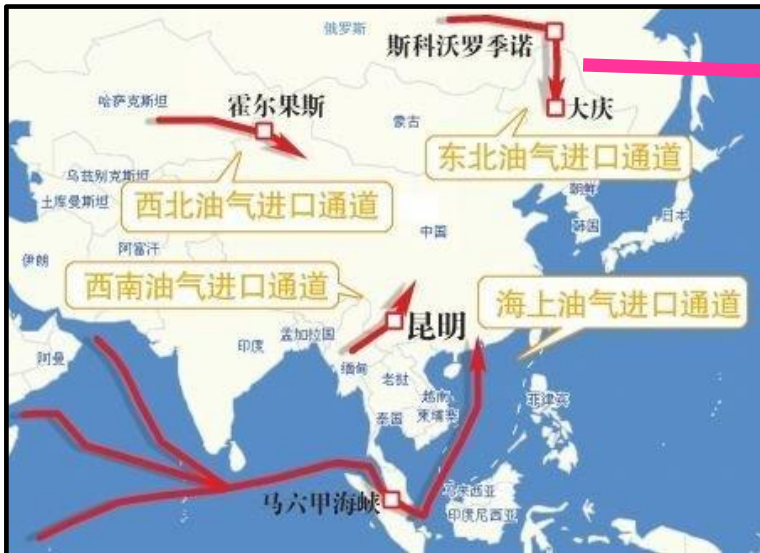 俄罗斯
斯科沃罗季诺
哈萨克斯坦
霍尔果斯
大庆
蒙古
东北油气进口通道
乌兹别克斯坦
土库曼斯坦
西北油气进口通道
朝鲜
韩国
日本
中国
伊朗
阿富汗
西南油气进口通道
海上油气进口通道
昆明
阿曼
印度
孟加拉国
缅甸
老挝
越南
泰国
柬埔寨
菲律宾
马六甲海峡
马来西亚
印度尼西亚